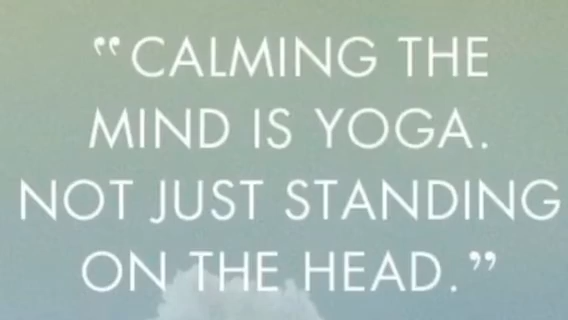 “CALMING THE
MIND IS YOGA.
NOT JUST STANDING
ON THE HEAD.”